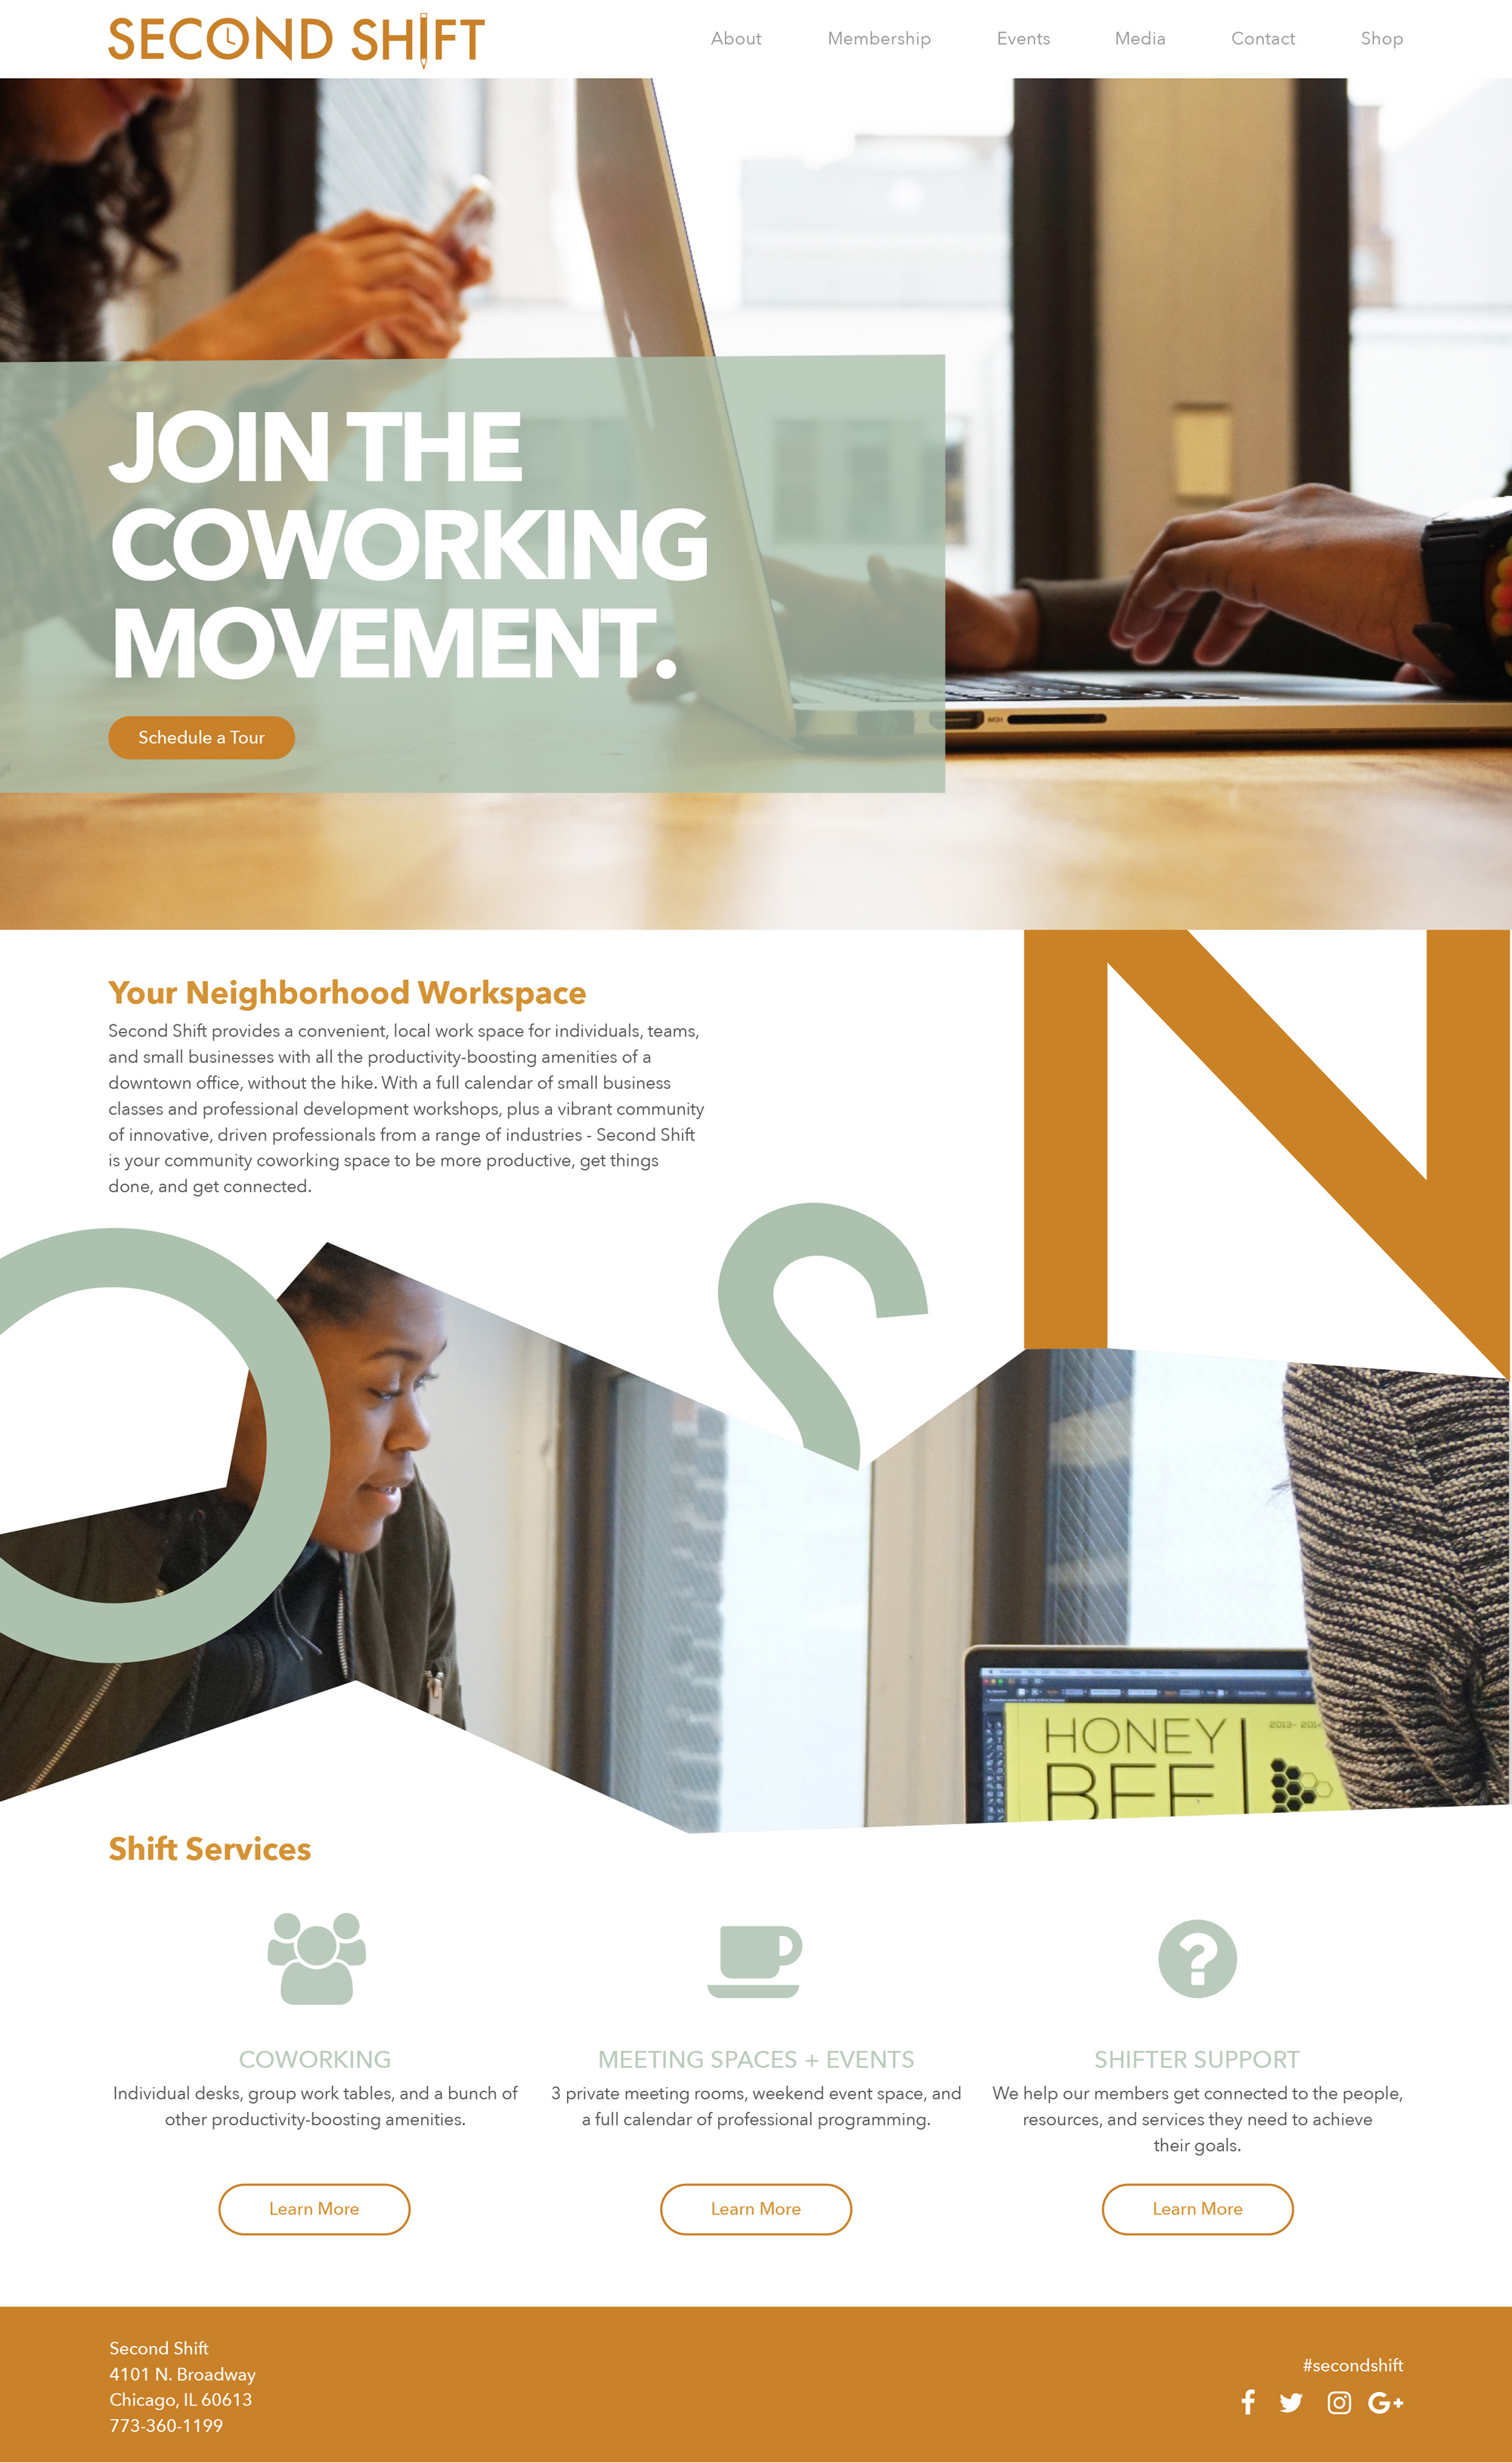 SECOND SHIFT
About Membership Events Media Contact Shop
JOIN THE
COWORKING
MOVEMENT.
Schedule a Tour
Your Neighborhood Workspace
Second Shift provides a convenient, local work space for individuals, teams,
and small businesses with all the productivity-boosting amenities of a
downtown office, without the hike. With a full calendar of small business
classes and professional development workshops, plus a vibrant community
of innovative, driven professionals from a range of industries - Second Shift
is your community coworking space to be more productive, get things
done, and get connected.
N
HONEY
BEE
2013-
Shift Services
COWORKING
Individual desks, group work tables, and a bunch of
other productivity-boosting amenities.
Learn More
MEETING SPACES + EVENTS
3 private meeting rooms, weekend event space, and
a full calendar of professional programming.
Learn More
SHIFTER SUPPORT
We help our members get connected to the people,
resources, and services they need to achieve
their goals.
Learn More
Second Shift
4101 N. Broadway
Chicago, IL 60613
773-360-1199
#secondshift